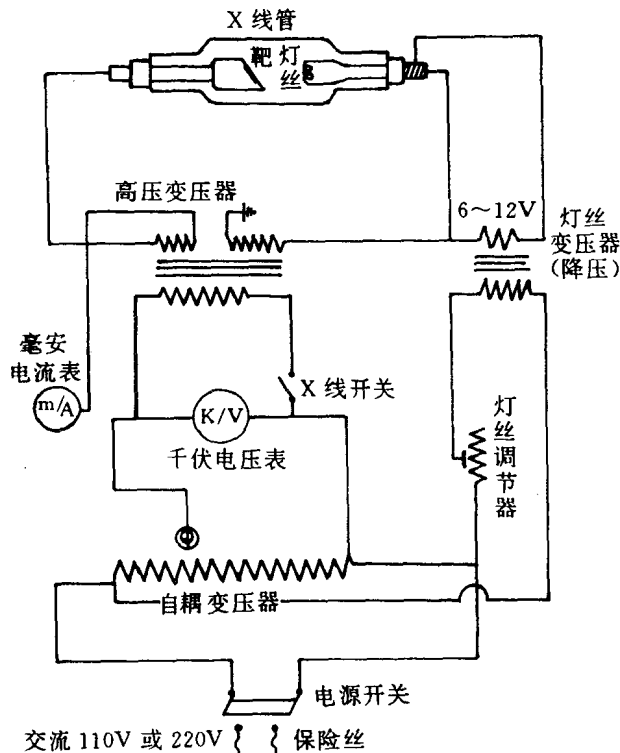 X 线管
靶 灯丝
高压变压器
6～12V
灯丝
变压器
(降压)
毫安
电流表
m/A
X 线开关
K/V
千伏电压表
灯丝调节器
自耦变压器
电源开关
交流 110V 或 220V
保险丝